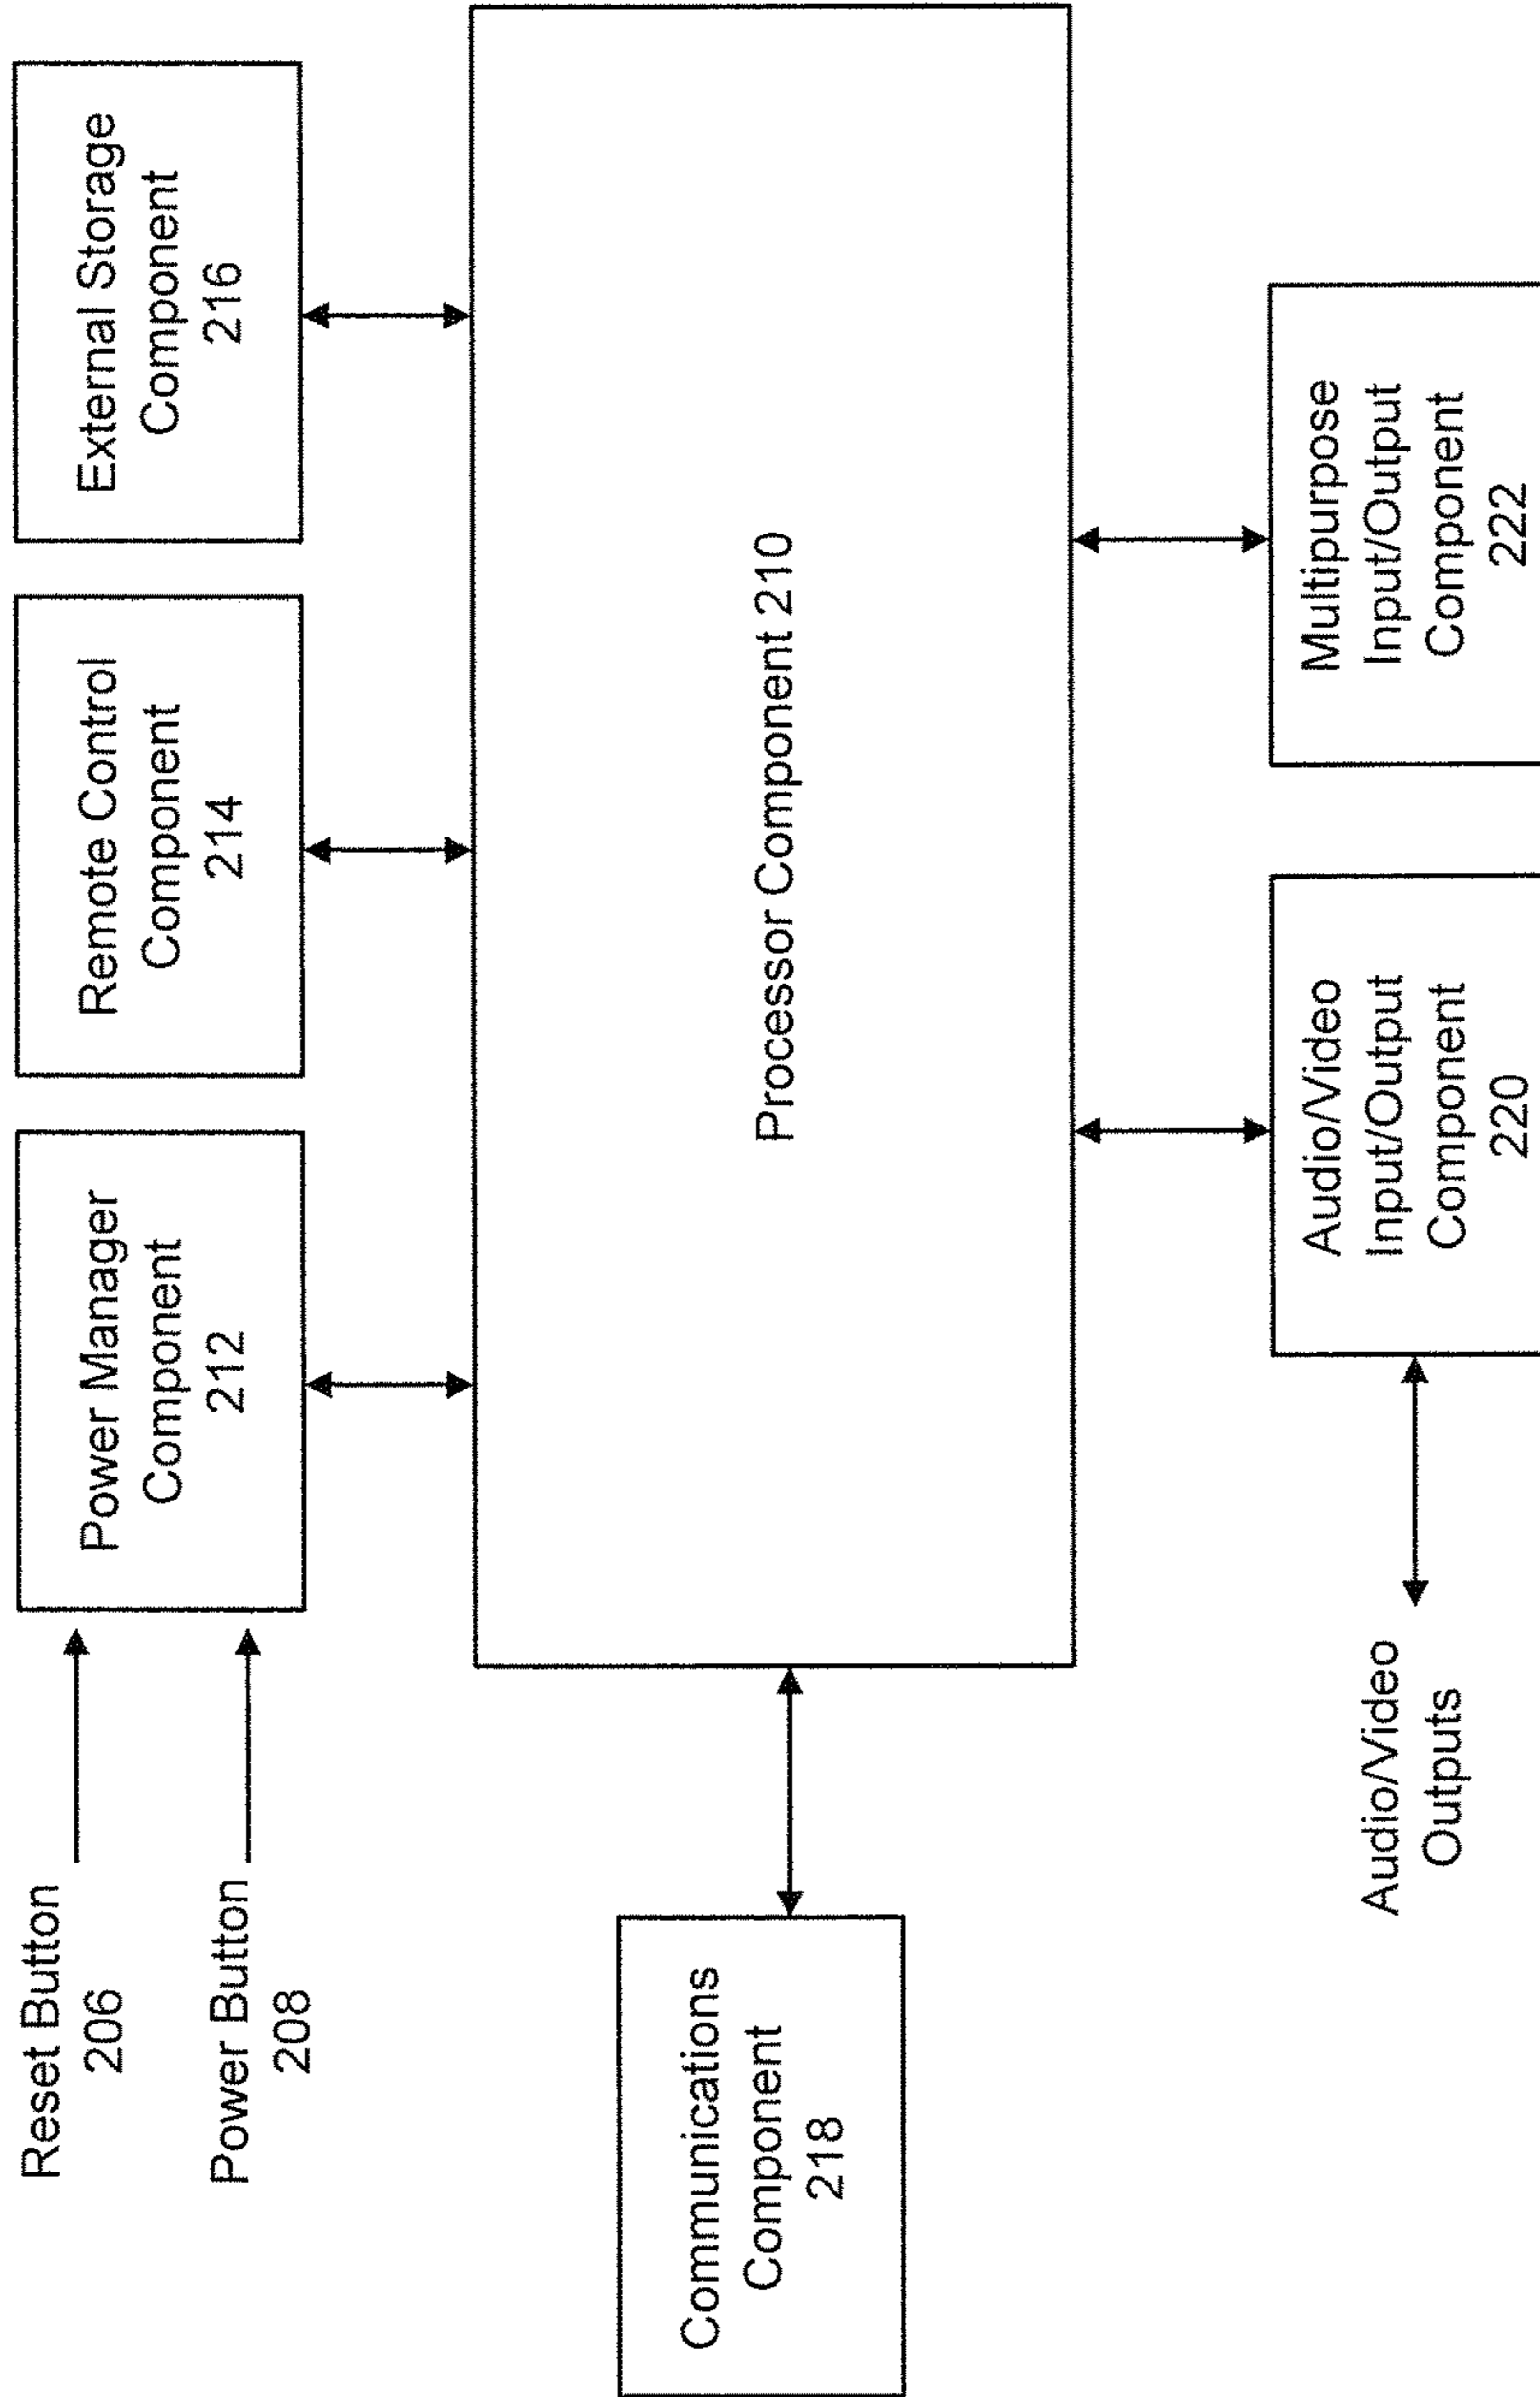 Reset Button
206
Power Button
208
Power Manager
Component
212
Remote Control
Component
214
External Storage
Component
216
Communications
Component
218
Processor Component 210
Audio/Video
Outputs
Audio/Video
Input/Output
Component
220
Multipurpose
Input/Output
Component
222